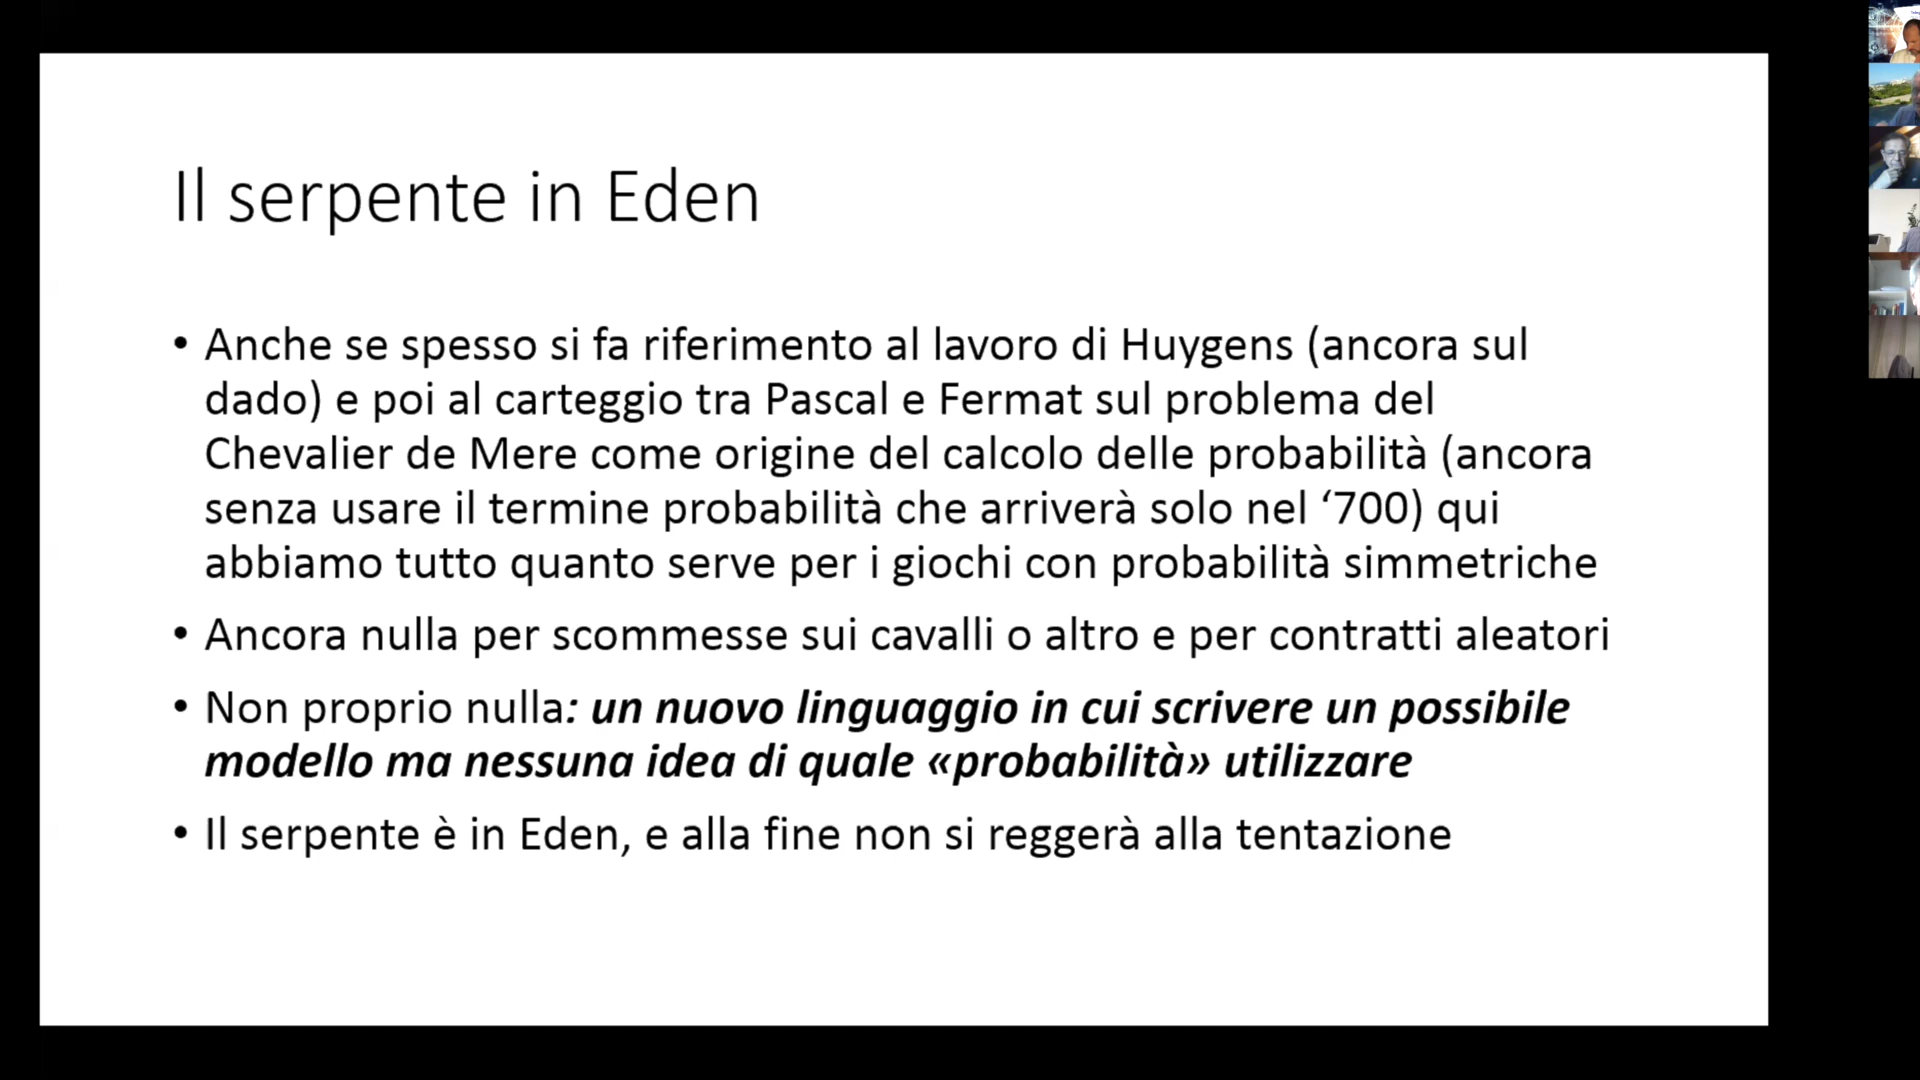 Il serpente in Eden
• Anche se spesso si fa riferimento al lavoro di Huygens (ancora sul
dado) e poi al carteggio tra Pascal e Fermat sul problema del
Chevalier de Mere come origine del calcolo delle probabilità (ancora
senza usare il termine probabilità che arriverà solo nel ‘700) qui
abbiamo tutto quanto serve per i giochi con probabilità simmetriche
• Ancora nulla per scommesse sui cavalli o altro e per contratti aleatori
• Non proprio nulla: un nuovo linguaggio in cui scrivere un possibile
modello ma nessuna idea di quale «probabilità» utilizzare
• Il serpente è in Eden, e alla fine non si reggerà alla tentazione